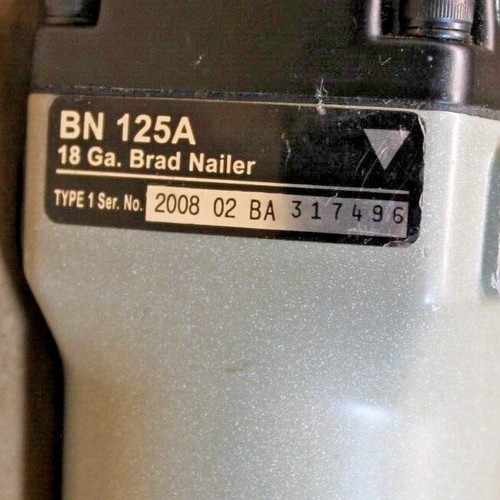 BN 125A
18 Ga. Brad Nailer
TYPE 1 Ser. No. 2008 02 BA 317496